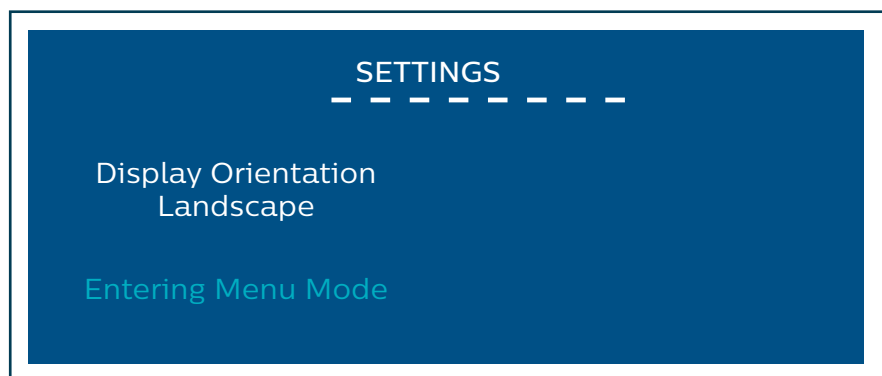 SETTINGS
Display Orientation
Landscape
Entering Menu Mode